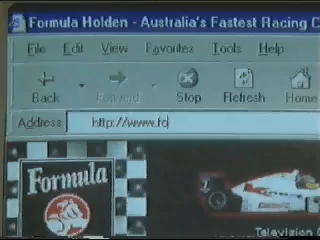 Formula Holden - Australia's Fastest Racing C
File Edit View Favorites Tools Help
Back Forward Stop Refresh Home
Address http://www.fc
Formula
Television